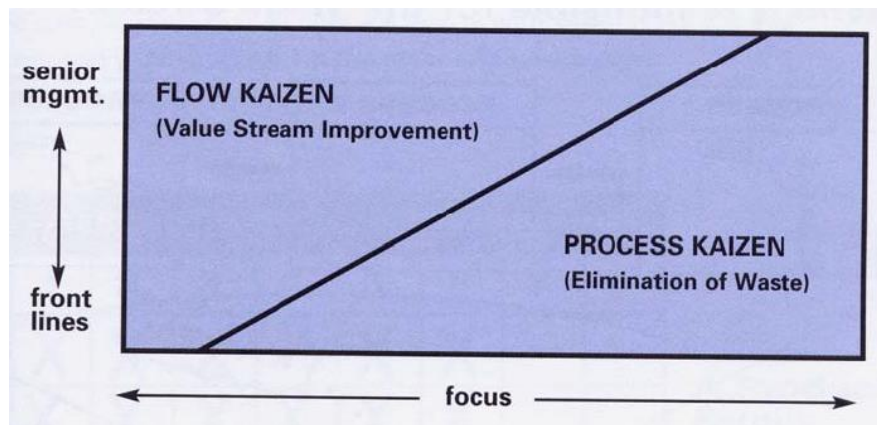 senior
mgmt.
FLOW KAIZEN
(Value Stream Improvement)
PROCESS KAIZEN
(Elimination of Waste)
front
lines
focus